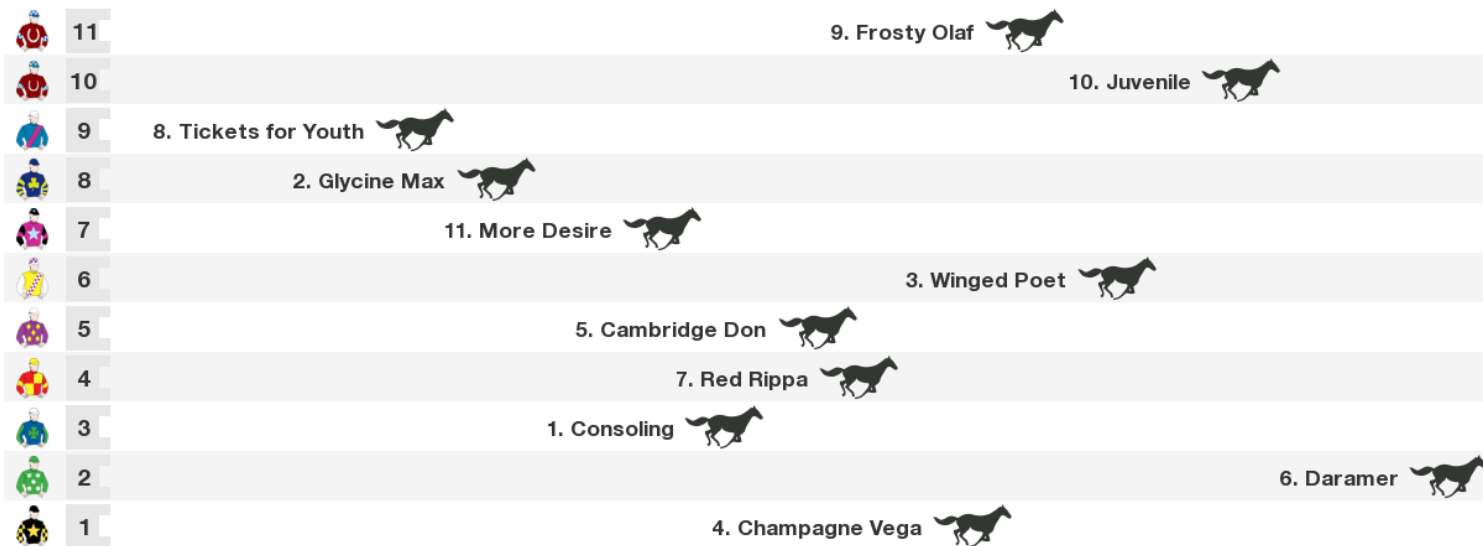 11 9. Frosty Olaf
10 10. Juvenile
9 8. Tickets for Youth
8 2. Glycine Max
7 11. More Desire
6 3. Winged Poet
5 5. Cambridge Don
4 7. Red Rippa
3 1. Consoling
2 6. Daramer
1 4. Champagne Vega